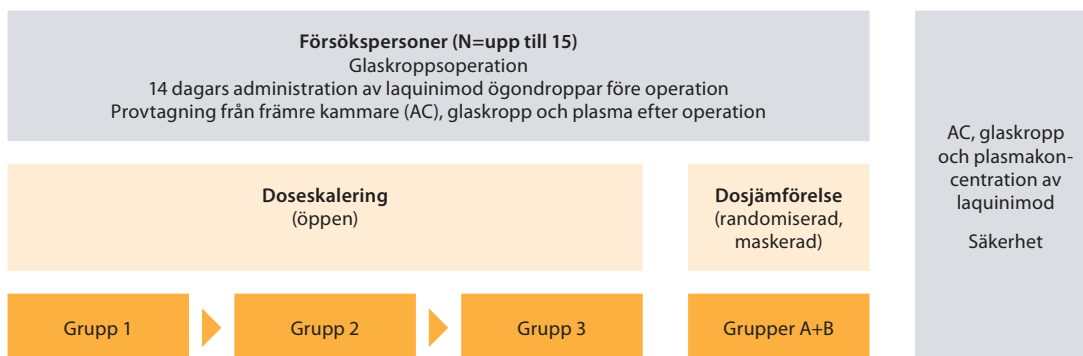 Försökspersoner (N=upp till 15)
Glaskroppsoperation
14 dagars administration av laquinimod ögondroppar före operation
Provtagning från främre kammare (AC), glaskropp och plasma efter operation
Doseskalering
(öppen)
Dosjämförelse
(randomiserad,
maskerad)
Grupp 1
Grupp 2
Grupp 3
Grupper A+B
AC, glaskropp
och plasmakon-
centration av
laquinimod
Säkerhet